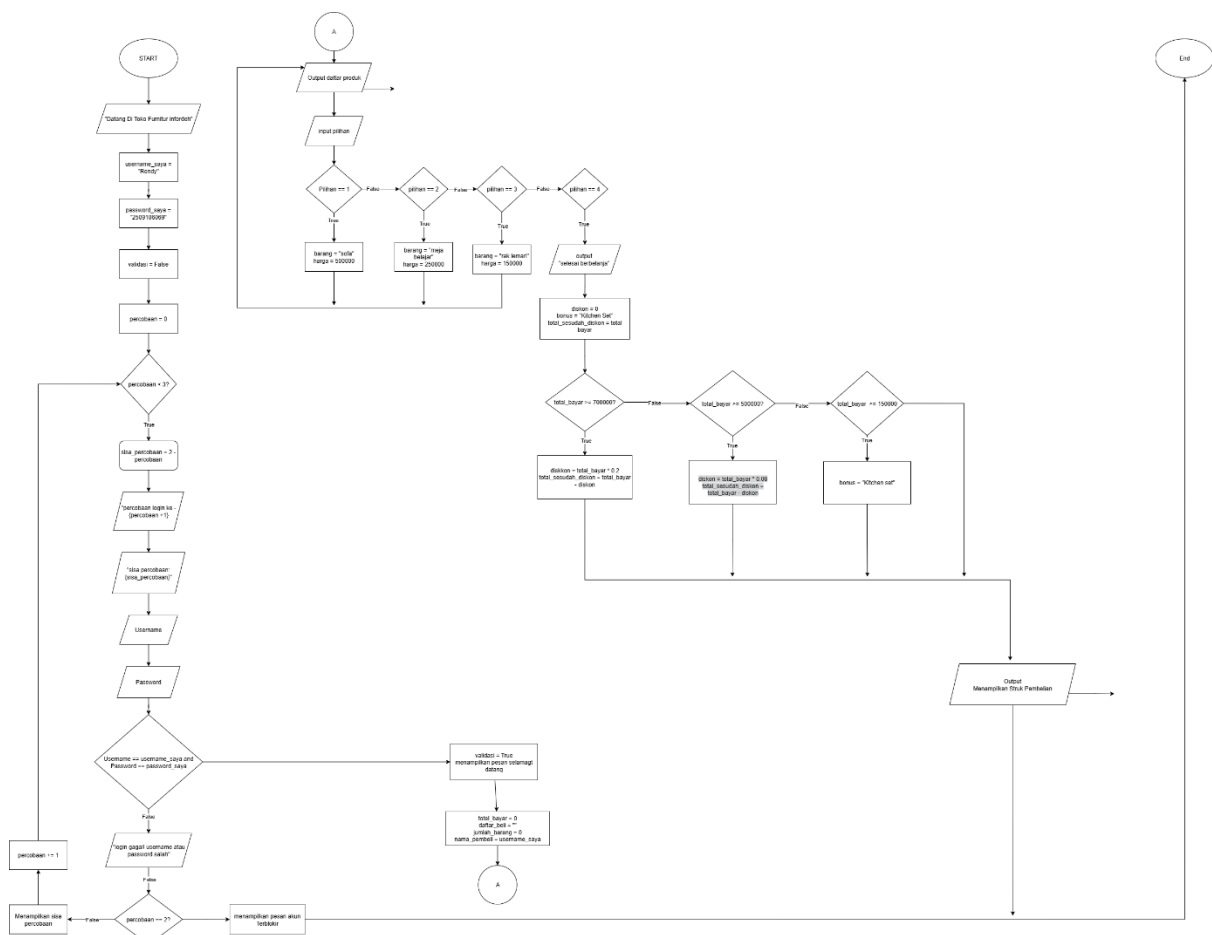 START
"Datang Di Toko Furnitur Infordeh"
username_saya =
"Rendy"
password_saya =
"2509106069"
validasi = False
percobaan = 0
percobaan < 3?
True
sisa_percobaan = 2 -
percobaan
"percobaan login ke -
{percobaan +1}
"sisa percobaan:
{sisa_percobaan}"
Username
Password
Username == username_saya and
Password == password_saya
False
"login gagal! username atau
password salah"
False
percobaan == 2?
False
Menampilkan sisa
percobaan
percobaan += 1
menampilkan pesan akun
terblokir
validasi = True
menampilkan pesan selamagt
datang
total_bayar = 0
daftar_beli = ""
jumlah_barang = 0
nama_pembeli = username_saya
A
A
Output daftar produk
input pilihan
Pilihan == 1
False
pilihan == 2
False
pilihan == 3
False
pilihan == 4
True
True
True
True
barang = "sofa"
harga = 500000
barang = "meja
belajar"
harga = 250000
barang = "rak lemari"
harga = 150000
output
"selesai berbelanja"
diskon = 0
bonus = "Kitchen Set"
total_sesudah_diskon = total
bayar
total_bayar >= 700000?
False
total_bayar >= 500000?
False
total_bayar >= 150000
True
True
True
diskkon = total_bayar * 0.2
total_sesudah_diskon = total_bayar
- diskon
diskon = total_bayar * 0.08
total_sesudah_diskon =
total_bayar - diskon
bonus = "Kitchen set"
Output
Menampilkan Struk Pembelian
End